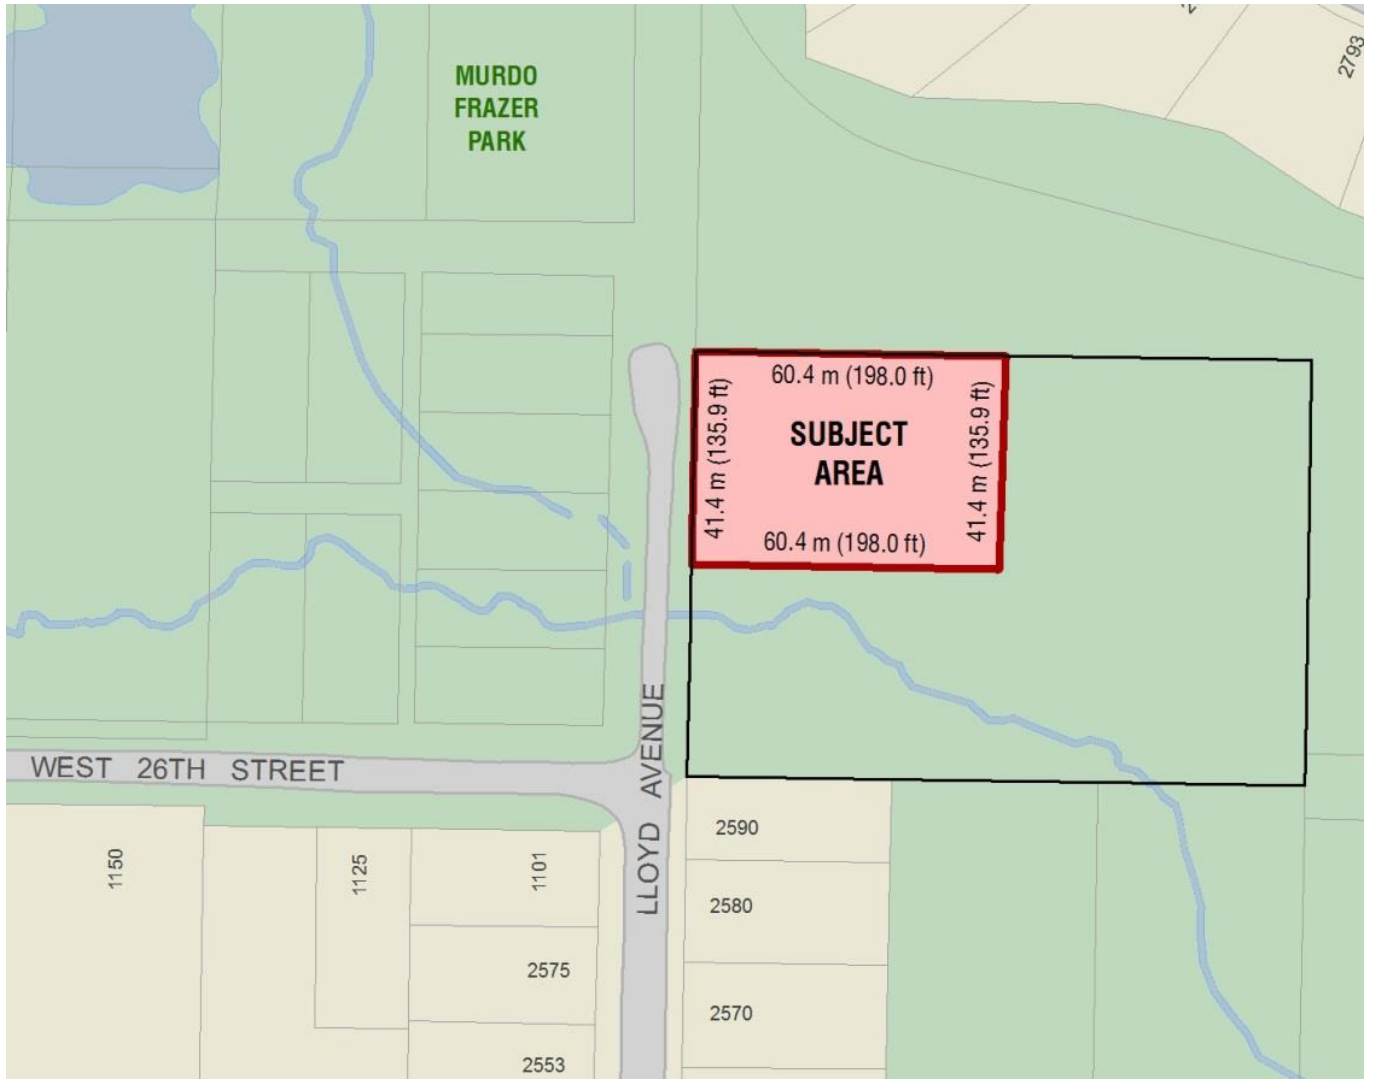 MURDO
FRAZER
PARK
2793
60.4 m (198.0 ft)
41.4 m (135.9 ft)
SUBJECT
AREA
41.4 m (135.9 ft)
60.4 m (198.0 ft)
WEST 26TH STREET
LLOYD AVENUE
1150
1125
1101
2590
2580
2575
2570
2553